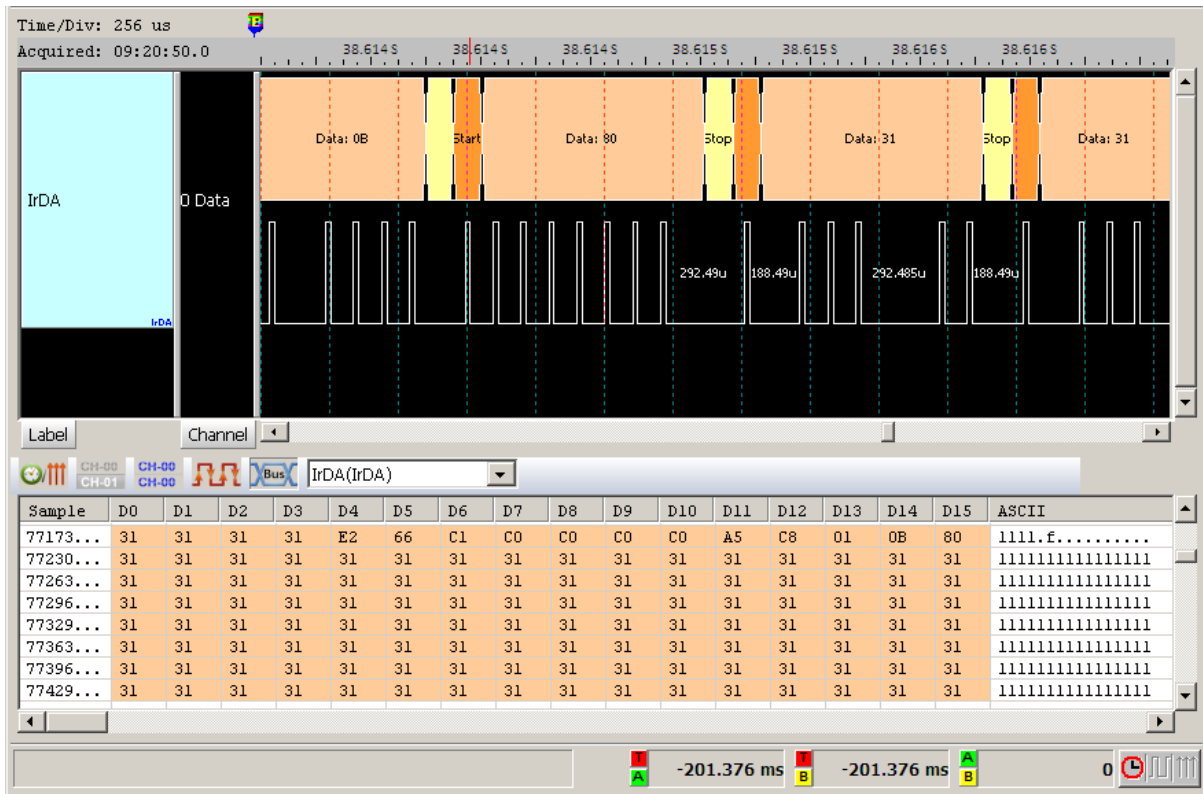 Time/Div: 256 us
B
Acquired: 09:20:50.0
38.614S 38.614S 38.614S 38.615S 38.615S 38.616S 38.616S
IrDA
IrDA
0 Data
Data: 0B Start Data: 80 Stop Data: 31 Stop Data: 31
292.49u 188.49u 292.485u 188.49u
Label Channel
CH-00 CH-01 CH-00 CH-00 Bus IrDA(IrDA)
Sample D0 D1 D2 D3 D4 D5 D6 D7 D8 D9 D10 D11 D12 D13 D14 D15 ASCII
77173... 31 31 31 31 E2 66 C1 C0 C0 C0 C0 A5 C8 01 0B 80 1111.f..........
77230... 31 31 31 31 31 31 31 31 31 31 31 31 31 31 31 31 1111111111111111
77263... 31 31 31 31 31 31 31 31 31 31 31 31 31 31 31 31 1111111111111111
77296... 31 31 31 31 31 31 31 31 31 31 31 31 31 31 31 31 1111111111111111
77329... 31 31 31 31 31 31 31 31 31 31 31 31 31 31 31 31 1111111111111111
77363... 31 31 31 31 31 31 31 31 31 31 31 31 31 31 31 31 1111111111111111
77396... 31 31 31 31 31 31 31 31 31 31 31 31 31 31 31 31 1111111111111111
77429... 31 31 31 31 31 31 31 31 31 31 31 31 31 31 31 31 1111111111111111
T A -201.376 ms T B -201.376 ms A B 0